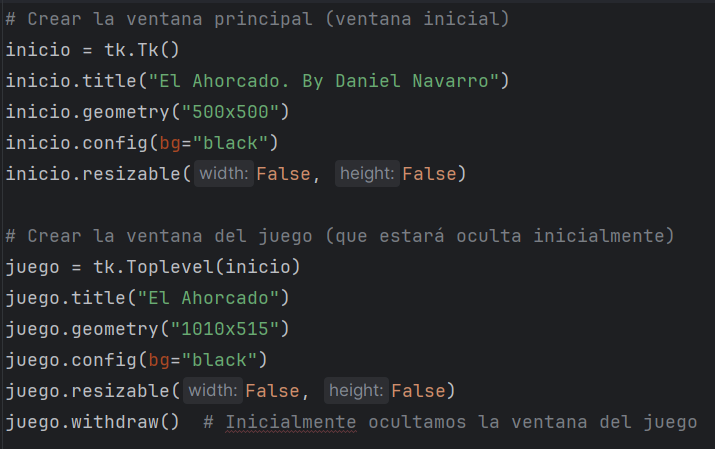 # Crear la ventana principal (ventana inicial)
inicio = tk.Tk()
inicio.title("El Ahorcado. By Daniel Navarro")
inicio.geometry("500x500")
inicio.config(bg="black")
inicio.resizable(width:False, height:False)
# Crear la ventana del juego (que estará oculta inicialmente)
juego = tk.Toplevel(inicio)
juego.title("El Ahorcado")
juego.geometry("1010x515")
juego.config(bg="black")
juego.resizable(width:False, height:False)
juego.withdraw()  # Inicialmente ocultamos la ventana del juego